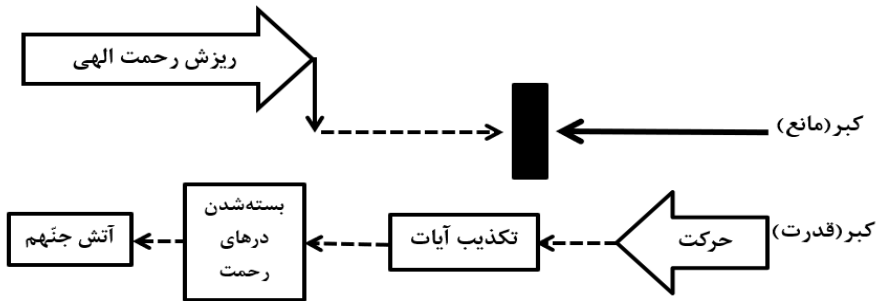 ریزش رحمت الهی
کبر(مانع)
کبر(قدرت)
حرکت
تکذیب آیات
بسته‌شدن
درهای
رحمت
آتش جنّهم